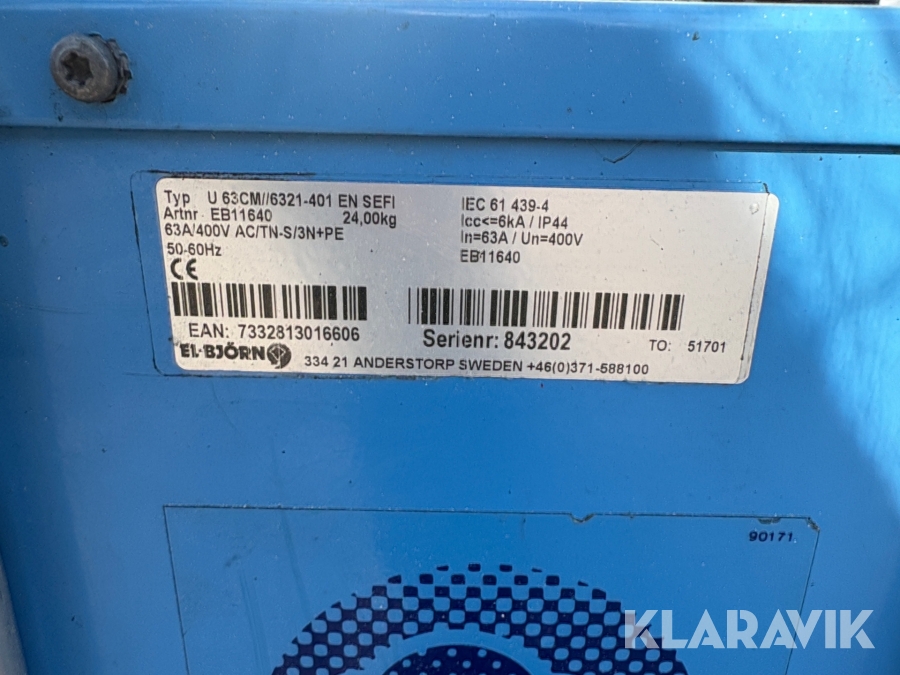 Typ U 63CM//6321-401 EN SEFI
Artnr EB11640 24,00kg
63A/400V AC/TN-S/3N+PE
50-60Hz
CE
IEC 61 439-4
Icc<=6kA / IP44
In=63A / Un=400V
EB11640
EAN: 7332813016606
Serienr: 843202
TO: 51701
EL·BJÖRN
334 21 ANDERSTORP SWEDEN +46(0)371-588100
90171
KLARAVIK